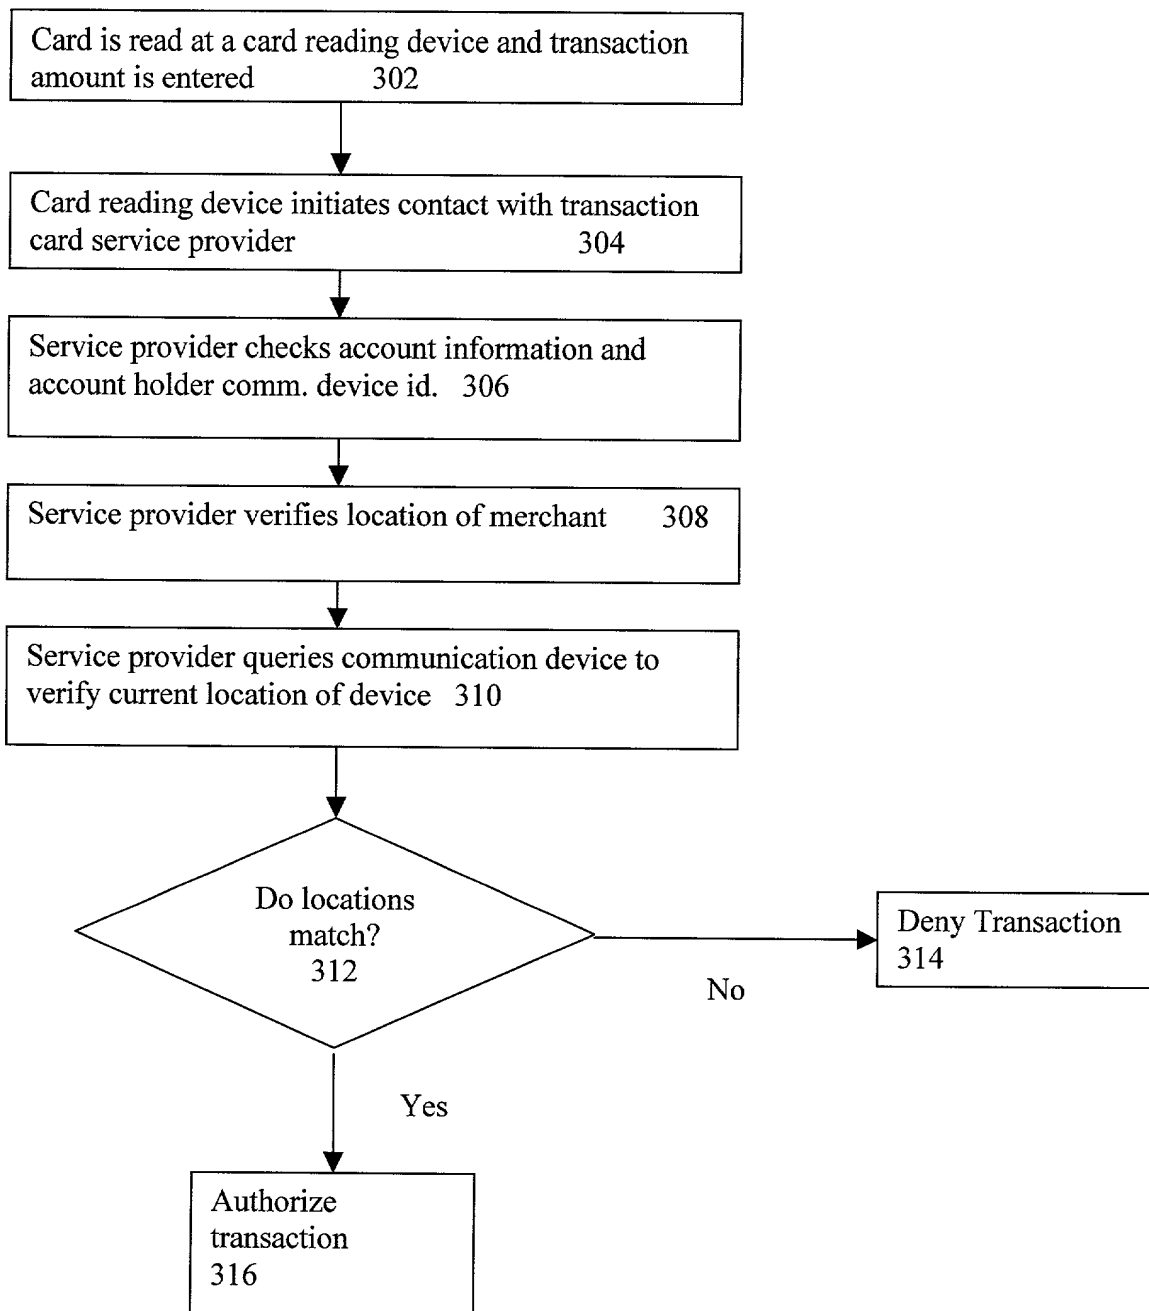 Card is read at a card reading device and transaction
amount is entered 302
Card reading device initiates contact with transaction
card service provider 304
Service provider checks account information and
account holder comm. device id. 306
Service provider verifies location of merchant 308
Service provider queries communication device to
verify current location of device 310
Do locations
match?
312
Deny Transaction
314
No
Yes
Authorize
transaction
316